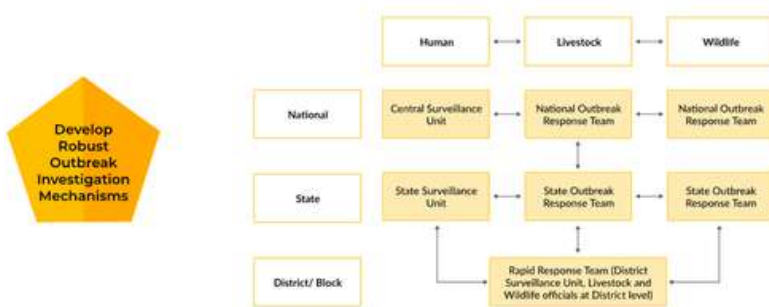 Human
Livestock
Wildlife
Develop
Robust
Outbreak
Investigation
Mechanisms
National
Central Surveillance
Unit
National Outbreak
Response Team
National Outbreak
Response Team
State
State Surveillance
Unit
State Outbreak
Response Team
State Outbreak
Response Team
District/ Block
Rapid Response Team (District
Surveillance Unit, Livestock and
Wildlife officials at District level)